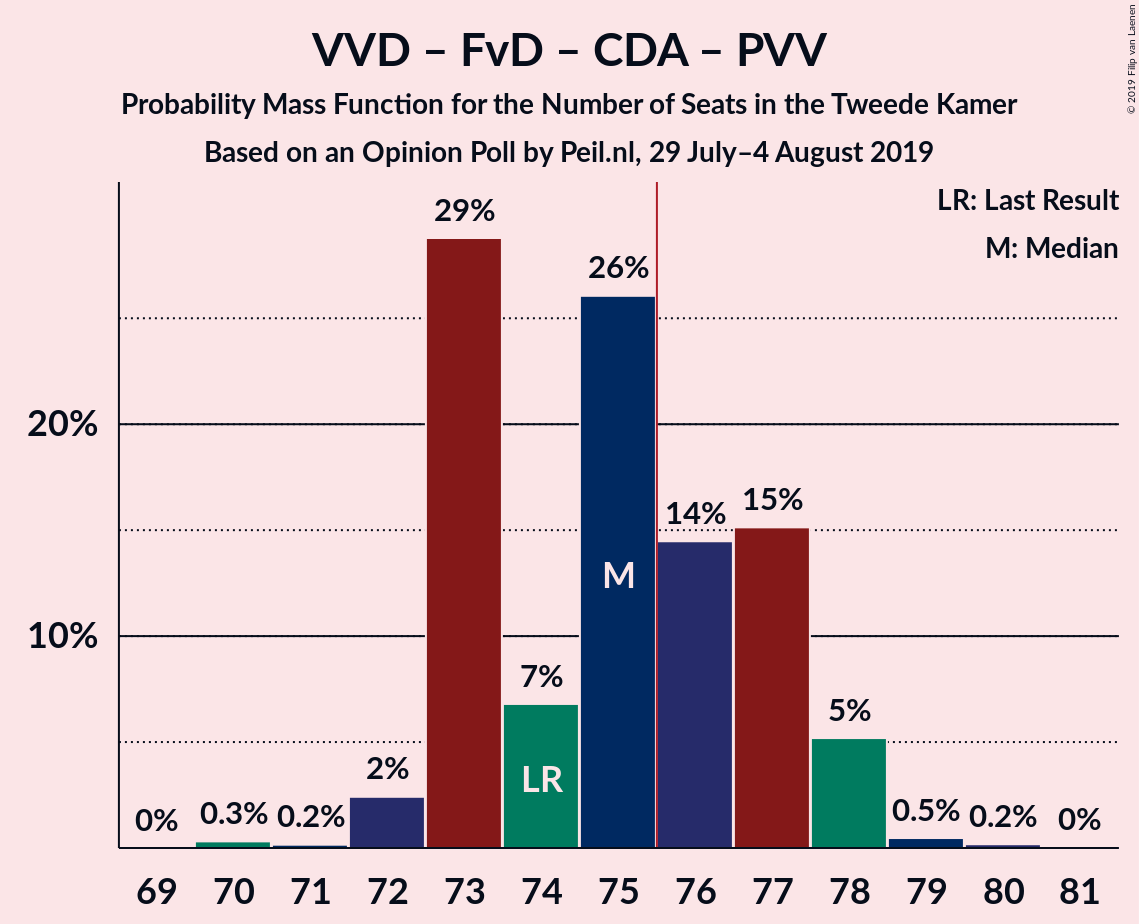 VVD – FvD – CDA – PVV
Probability Mass Function for the Number of Seats in the Tweede Kamer
Based on an Opinion Poll by Peil.nl, 29 July–4 August 2019
© 2019 Filip van Laenen
LR: Last Result
M: Median
20%
10%
0%
0.3%
0.2%
2%
29%
7%
26%
14%
15%
5%
0.5%
0.2%
0%
LR
M
69 70 71 72 73 74 75 76 77 78 79 80 81